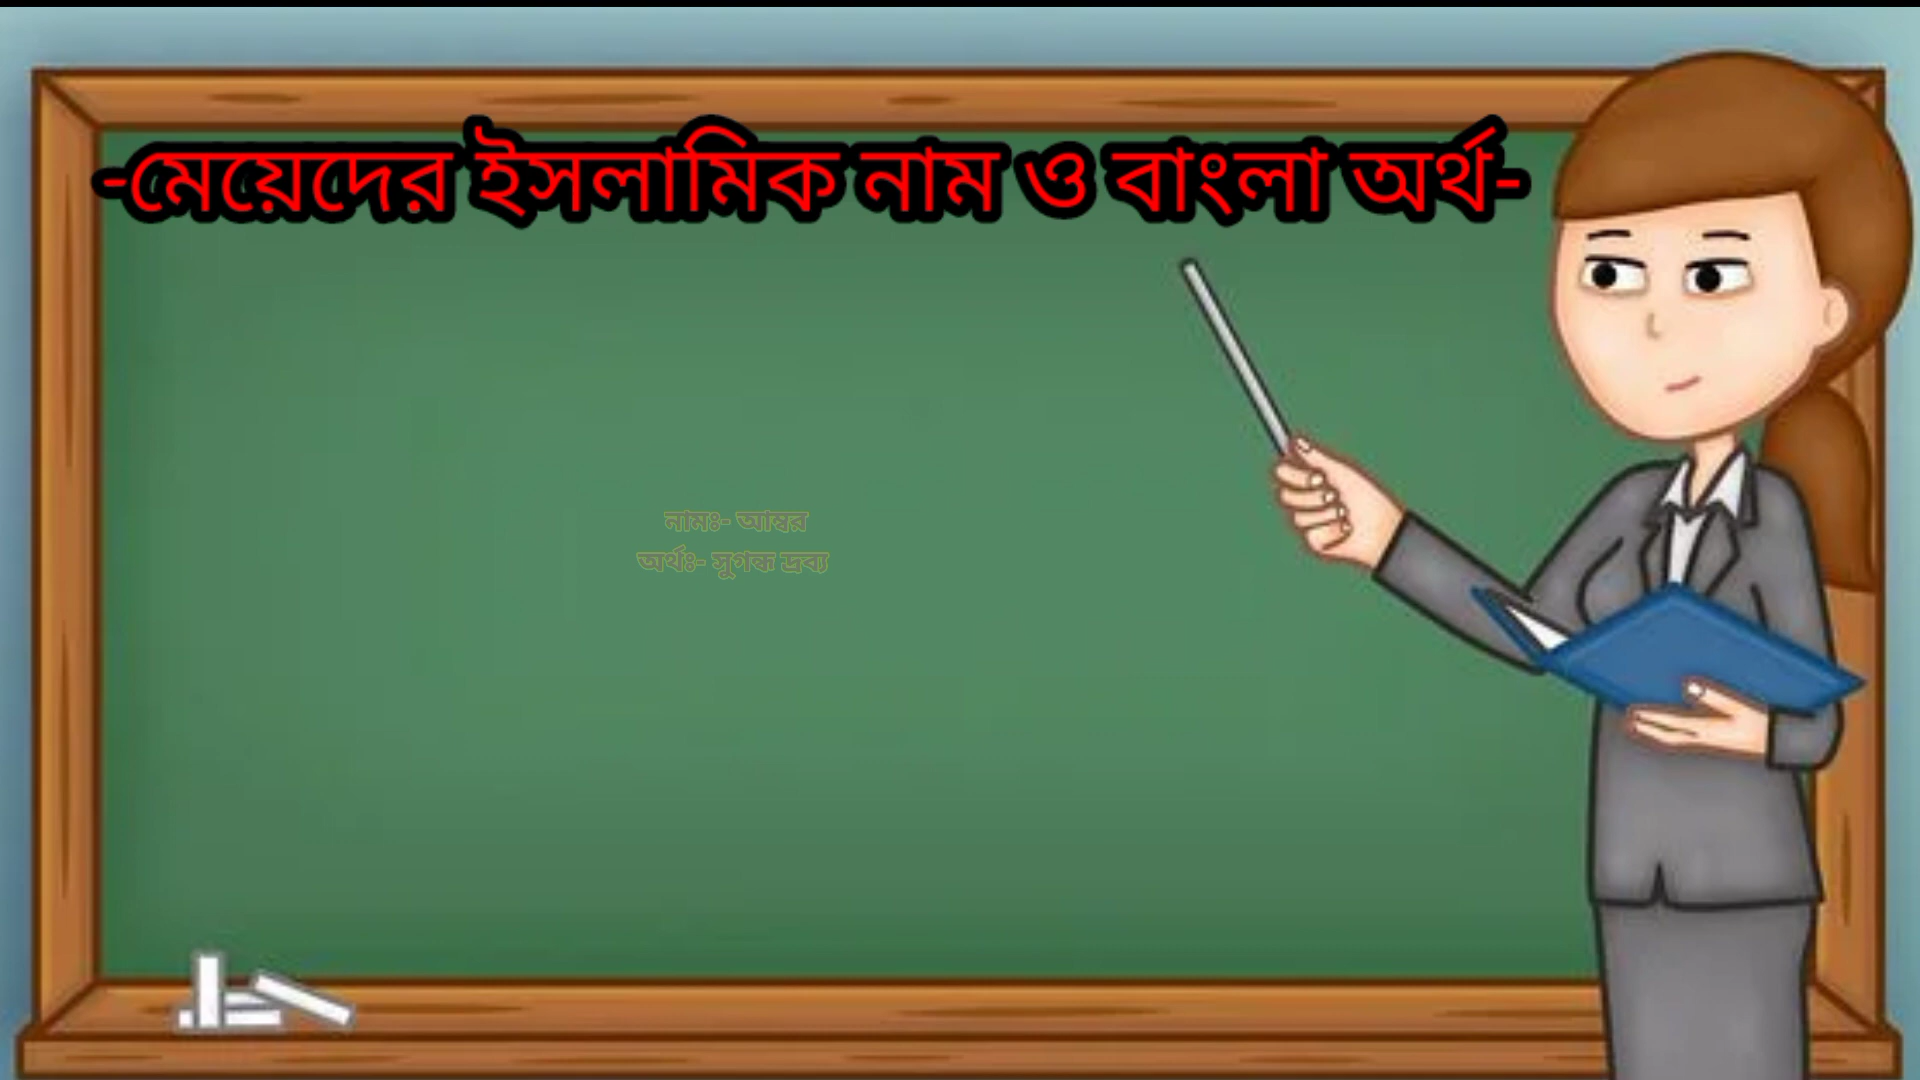 -মেয়েদের ইসলামিক নাম ও বাংলা অর্থ-
নামঃ- আম্বর
অর্থঃ- সুগন্ধ দ্রব্য